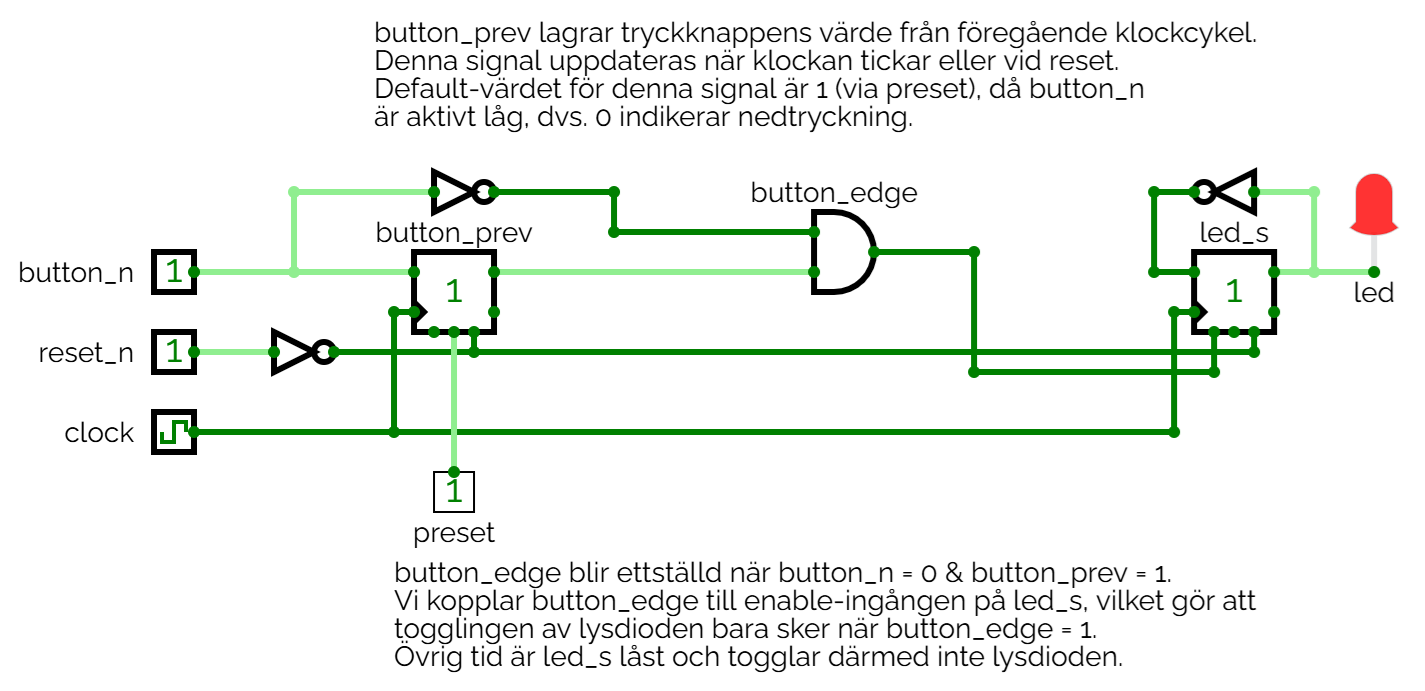 button_prev lagrar tryckknappens värde från föregående klockcykel.
Denna signal uppdateras när klockan tickar eller vid reset.
Default-värdet för denna signal är 1 (via preset), då button_n
är aktivt låg, dvs. 0 indikerar nedtryckning.
button_edge
button_prev
led_s
button_n
1
1
1
led
reset_n
1
clock
1
preset
button_edge blir ettställd när button_n = 0 & button_prev = 1.
Vi kopplar button_edge till enable-ingången på led_s, vilket gör att
togglingen av lysdioden bara sker när button_edge = 1.
Övrig tid är led_s låst och togglar därmed inte lysdioden.